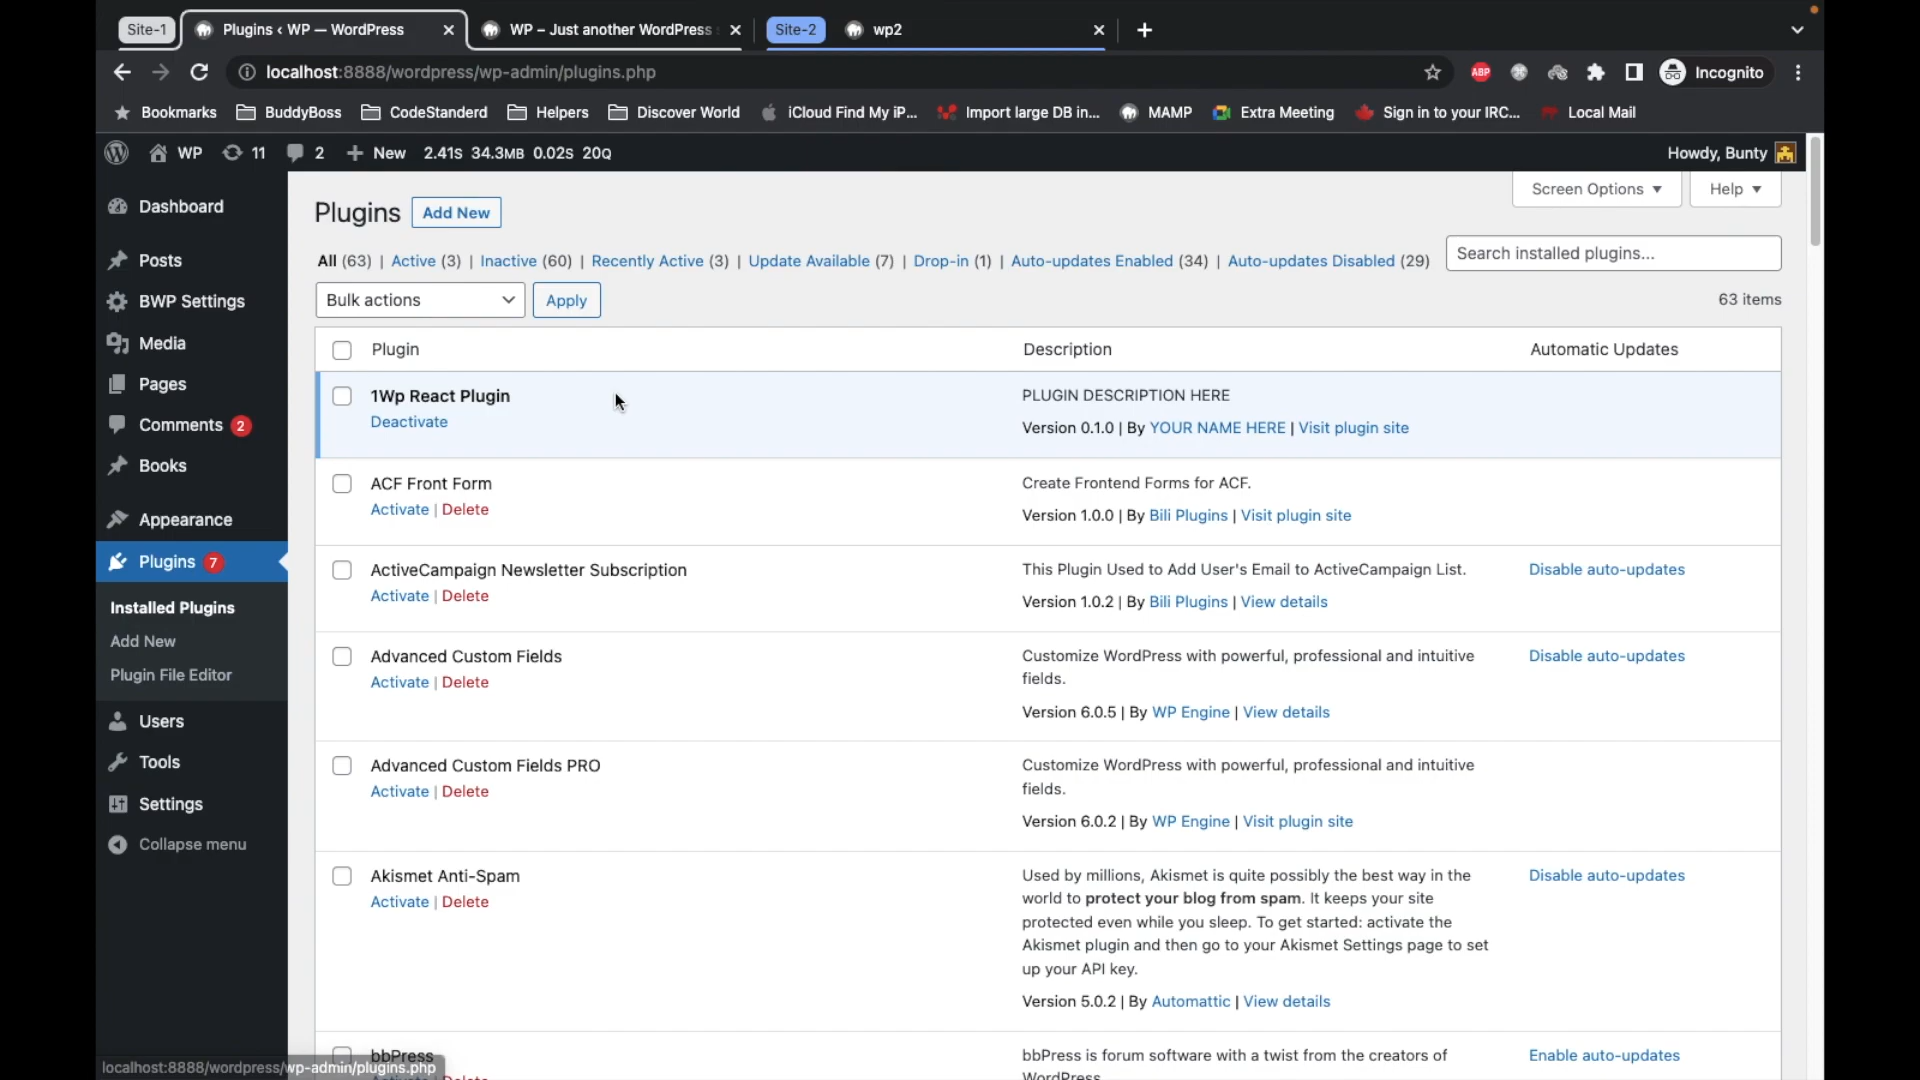 Site-1
Plugins ‹ WP — WordPress
WP – Just another WordPress
Site-2
wp2
localhost:8888/wordpress/wp-admin/plugins.php
ABP
Incognito
Bookmarks
BuddyBoss
CodeStanderd
Helpers
Discover World
iCloud Find My iP...
Import large DB in...
MAMP
Extra Meeting
Sign in to your IRC...
Local Mail
WP
11
2
New
2.41S 34.3MB 0.02S 20Q
Howdy, Bunty
Dashboard
Posts
BWP Settings
Media
Pages
Comments 2
Books
Appearance
Plugins 7
Installed Plugins
Add New
Plugin File Editor
Users
Tools
Settings
Collapse menu
Screen Options
Help
Plugins
Add New
All (63) | Active (3) | Inactive (60) | Recently Active (3) | Update Available (7) | Drop-in (1) | Auto-updates Enabled (34) | Auto-updates Disabled (29)
Search installed plugins...
Bulk actions
Apply
63 items
Plugin
Description
Automatic Updates
1Wp React Plugin
Deactivate
PLUGIN DESCRIPTION HERE
Version 0.1.0 | By YOUR NAME HERE | Visit plugin site
ACF Front Form
Activate | Delete
Create Frontend Forms for ACF.
Version 1.0.0 | By Bili Plugins | Visit plugin site
ActiveCampaign Newsletter Subscription
Activate | Delete
This Plugin Used to Add User's Email to ActiveCampaign List.
Version 1.0.2 | By Bili Plugins | View details
Disable auto-updates
Advanced Custom Fields
Activate | Delete
Customize WordPress with powerful, professional and intuitive
fields.
Version 6.0.5 | By WP Engine | View details
Disable auto-updates
Advanced Custom Fields PRO
Activate | Delete
Customize WordPress with powerful, professional and intuitive
fields.
Version 6.0.2 | By WP Engine | Visit plugin site
Akismet Anti-Spam
Activate | Delete
Used by millions, Akismet is quite possibly the best way in the
world to protect your blog from spam. It keeps your site
protected even while you sleep. To get started: activate the
Akismet plugin and then go to your Akismet Settings page to set
up your API key.
Version 5.0.2 | By Automattic | View details
Disable auto-updates
bbPress
bbPress is forum software with a twist from the creators of
WordPress
Enable auto-updates
localhost:8888/wordpress/wp-admin/plugins.php